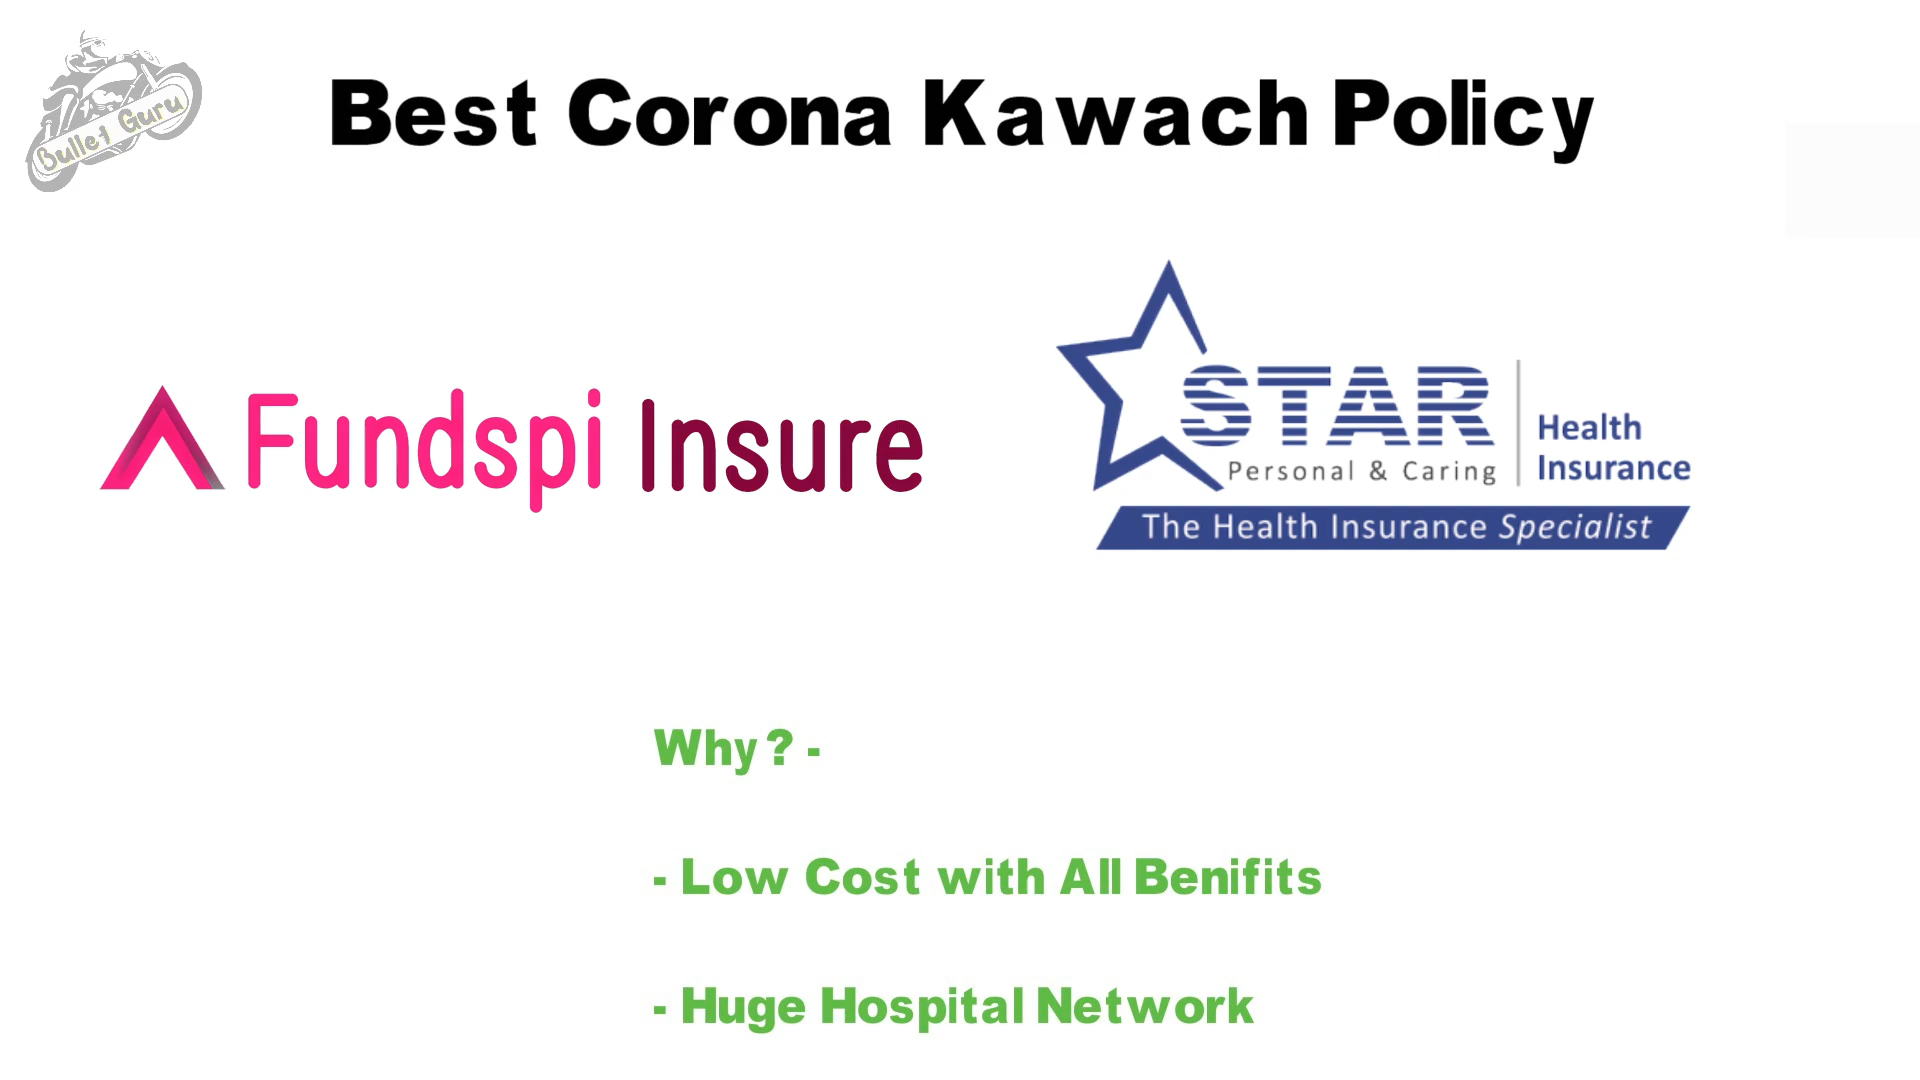 Bullet Guru
Best Corona Kawach Policy
Fundspi Insure
STAR
Personal & Caring
Health
Insurance
The Health Insurance Specialist
Why? -
- Low Cost with All Benifits
- Huge Hospital Network